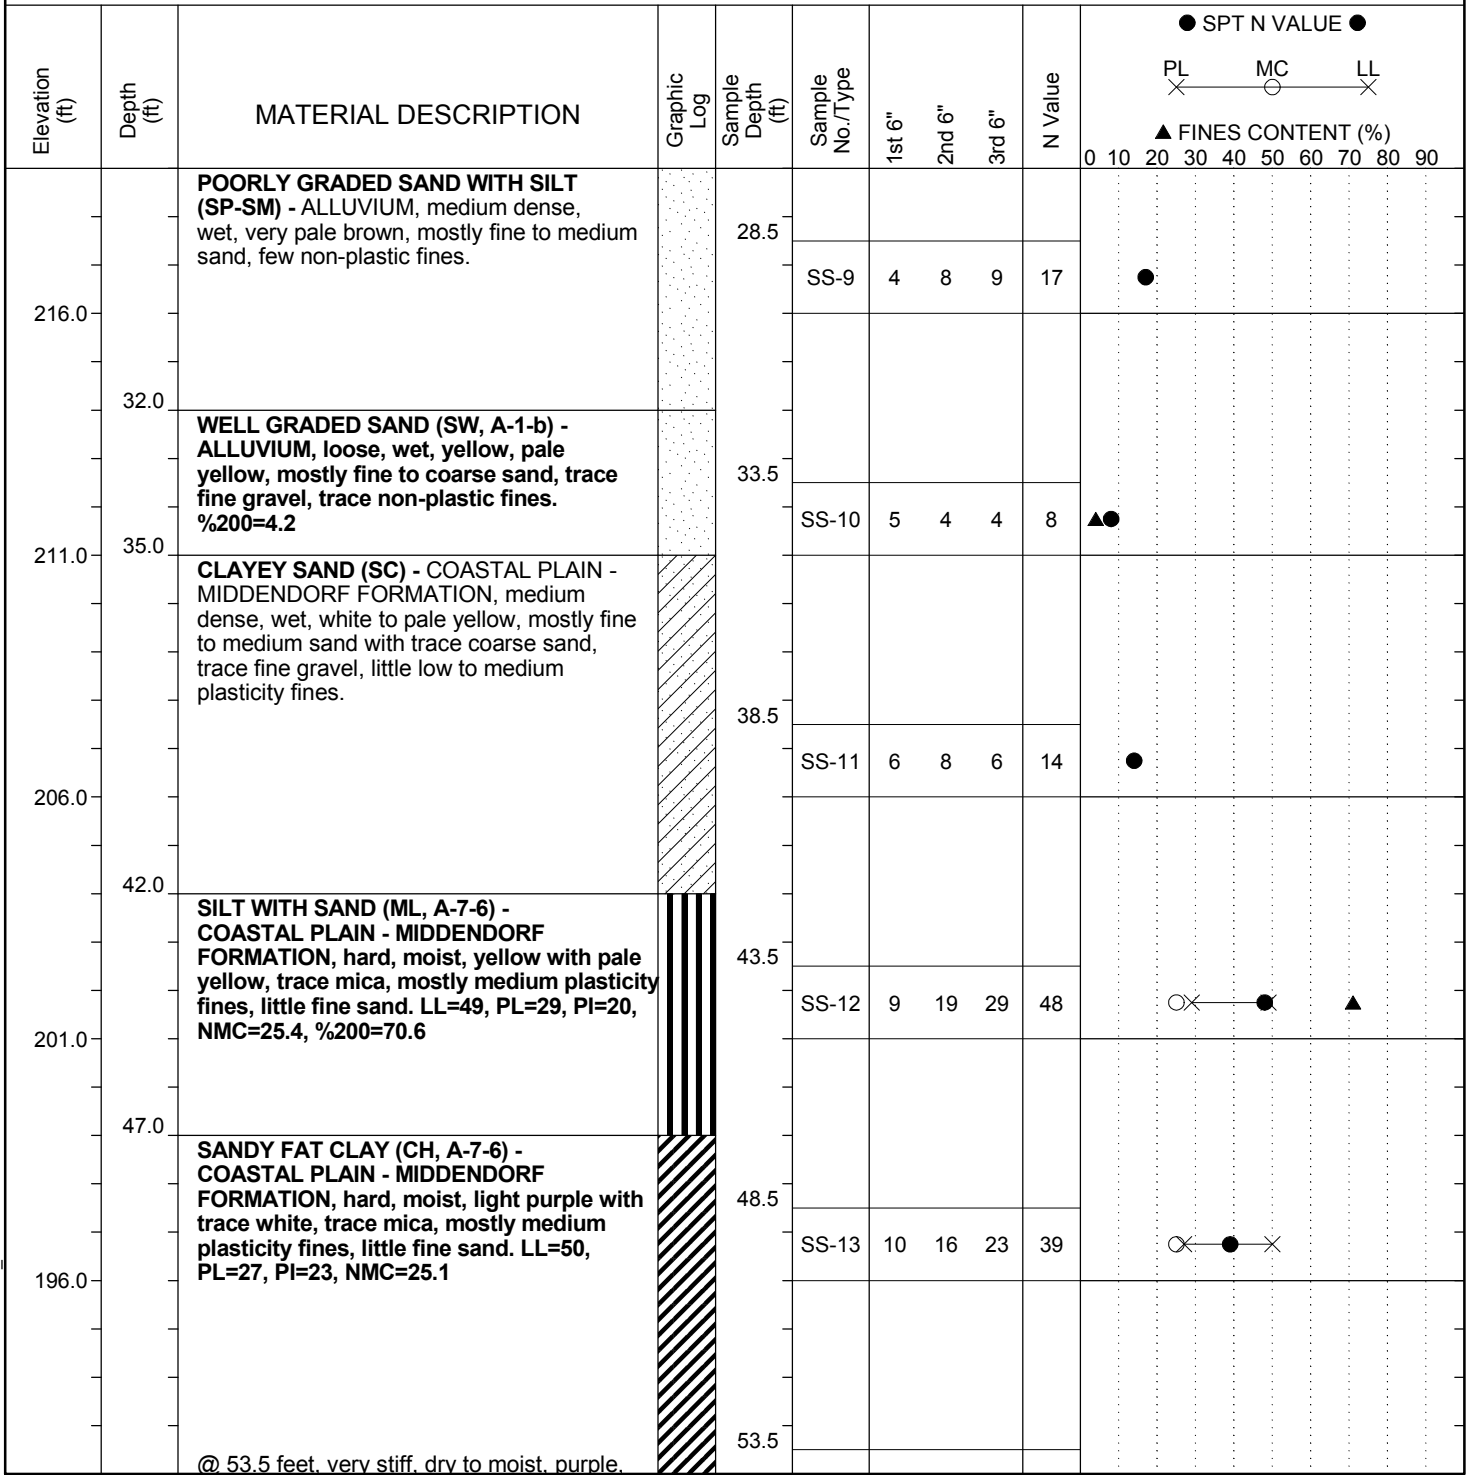 ● SPT N VALUE ●
PL MC LL
▲ FINES CONTENT (%)
0 10 20 30 40 50 60 70 80 90
Elevation (ft)
Depth (ft)
MATERIAL DESCRIPTION
Graphic Log
Sample Depth (ft)
Sample No./Type
1st 6"
2nd 6"
3rd 6"
N Value
POORLY GRADED SAND WITH SILT
(SP-SM) - ALLUVIUM, medium dense,
wet, very pale brown, mostly fine to medium
sand, few non-plastic fines.
28.5
SS-9 4 8 9 17
216.0
32.0
WELL GRADED SAND (SW, A-1-b) -
ALLUVIUM, loose, wet, yellow, pale
yellow, mostly fine to coarse sand, trace
fine gravel, trace non-plastic fines.
%200=4.2
33.5
SS-10 5 4 4 8
35.0
211.0
CLAYEY SAND (SC) - COASTAL PLAIN -
MIDDENDORF FORMATION, medium
dense, wet, white to pale yellow, mostly fine
to medium sand with trace coarse sand,
trace fine gravel, little low to medium
plasticity fines.
38.5
SS-11 6 8 6 14
206.0
42.0
SILT WITH SAND (ML, A-7-6) -
COASTAL PLAIN - MIDDENDORF
FORMATION, hard, moist, yellow with pale
yellow, trace mica, mostly medium plasticity
fines, little fine sand. LL=49, PL=29, PI=20,
NMC=25.4, %200=70.6
43.5
SS-12 9 19 29 48
201.0
47.0
SANDY FAT CLAY (CH, A-7-6) -
COASTAL PLAIN - MIDDENDORF
FORMATION, hard, moist, light purple with
trace white, trace mica, mostly medium
plasticity fines, little fine sand. LL=50,
PL=27, PI=23, NMC=25.1
48.5
SS-13 10 16 23 39
196.0
53.5
@ 53.5 feet, very stiff, dry to moist, purple,